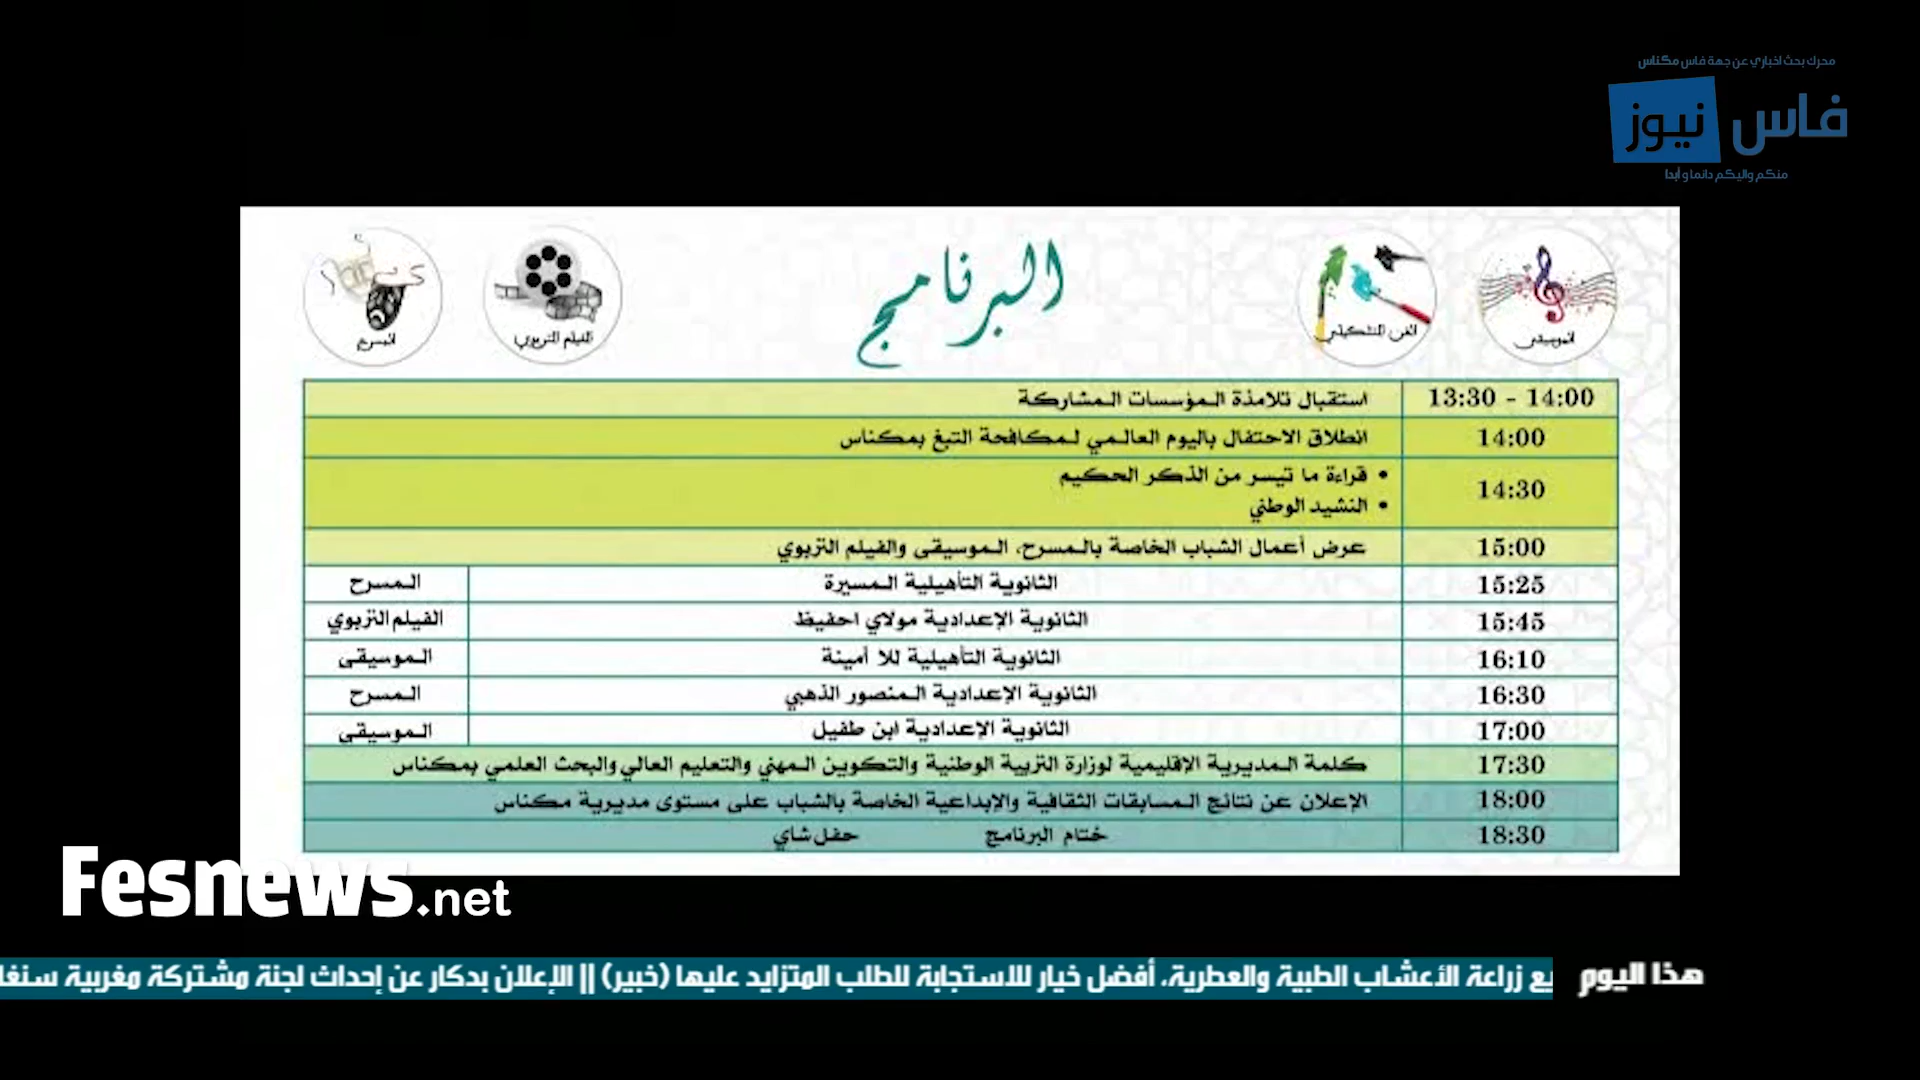 محرك بحث اخباري عن جهة فاس مكناس
فاس نيوز
منكم واليكم دائما و أبدا
البرنامج
الموسيقى
الفن التشكيلي
الفيلم التربوي
المسرح
13:30 - 14:00 استقبال تلامذة المؤسسات المشاركة
14:00 انطلاق الاحتفال باليوم العالمي لمكافحة التبغ بمكناس
14:30 • قراءة ما تيسر من الذكر الحكيم
• النشيد الوطني
15:00 عرض أعمال الشباب الخاصة بالمسرح، الموسيقى والفيلم التربوي
15:25 الثانوية التأهيلية المسيرة المسرح
15:45 الثانوية الإعدادية مولاي احفيظ الفيلم التربوي
16:10 الثانوية التأهيلية للا أمينة الموسيقى
16:30 الثانوية الإعدادية المنصور الذهبي المسرح
17:00 الثانوية الإعدادية ابن طفيل الموسيقى
17:30 كلمة المديرية الإقليمية لوزارة التربية الوطنية والتكوين المهني والتعليم العالي والبحث العلمي بمكناس
18:00 الإعلان عن نتائج المسابقات الثقافية والإبداعية الخاصة بالشباب على مستوى مديرية مكناس
18:30 ختام البرنامج حفل شاي
Fesnews.net
هذا اليوم
يع زراعة الأعشاب الطبية والعطرية، أفضل خيار للاستجابة للطلب المتزايد عليها (خبير) || الإعلان بدكار عن إحداث لجنة مشتركة مغربية سنغا